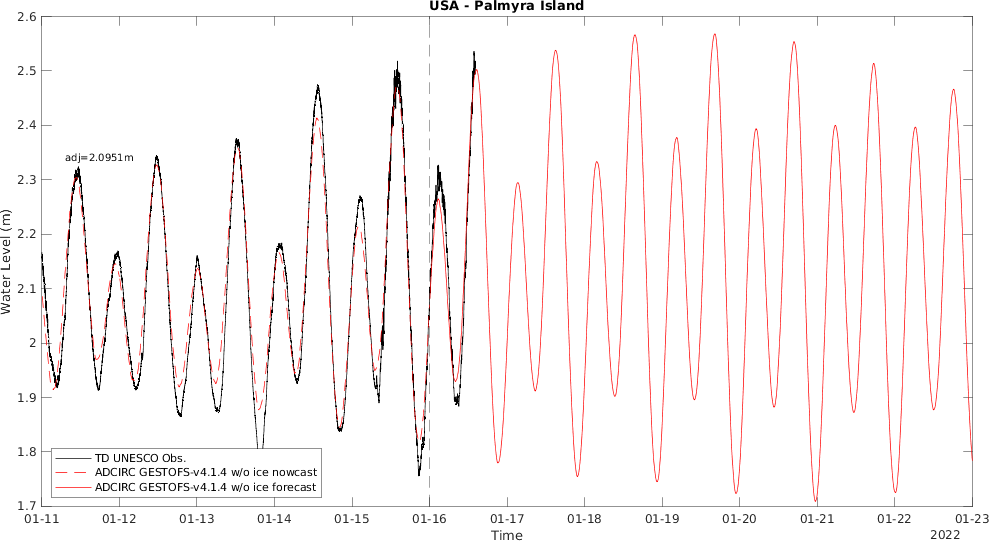 USA - Palmyra Island
2.6
2.5
2.4
2.3
2.2
2.1
2
1.9
1.8
1.7
Water Level (m)
adj=2.0951m
TD UNESCO Obs.
ADCIRC GESTOFS-v4.1.4 w/o ice nowcast
ADCIRC GESTOFS-v4.1.4 w/o ice forecast
01-11 01-12 01-13 01-14 01-15 01-16 01-17 01-18 01-19 01-20 01-21 01-22 01-23
Time
2022